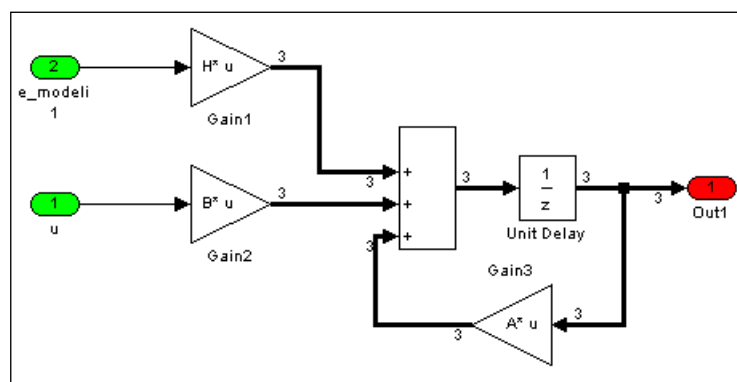 2
e_modeli
1
H* u
3
Gain1
1
u
B* u
3
Gain2
3
+
+
3
+
3
1
z
3
Unit Delay
3
1
Out1
Gain3
A* u
3
3